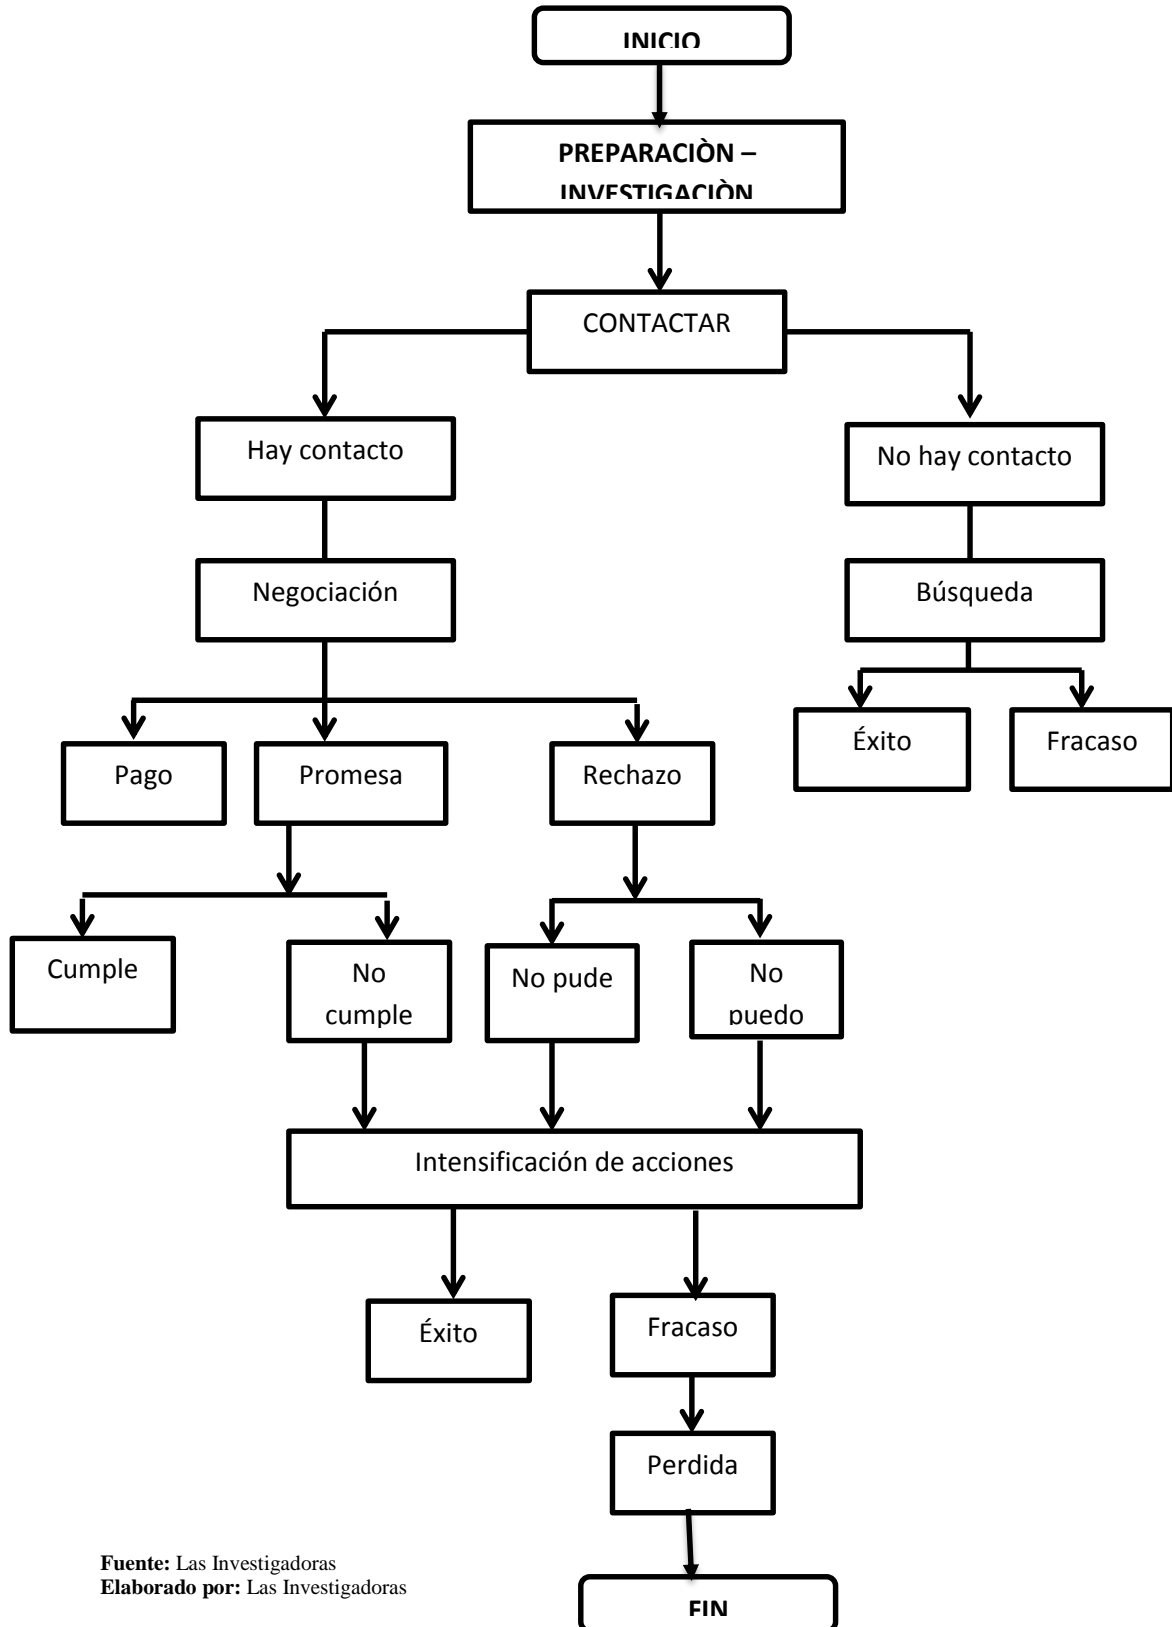 INICIO
PREPARACIÒN –
INVESTIGACIÒN
CONTACTAR
Hay contacto
No hay contacto
Negociación
Búsqueda
Éxito
Fracaso
Pago
Promesa
Rechazo
Cumple
No
cumple
No pude
No
puedo
Intensificación de acciones
Éxito
Fracaso
Perdida
Fuente: Las Investigadoras
Elaborado por: Las Investigadoras
FIN